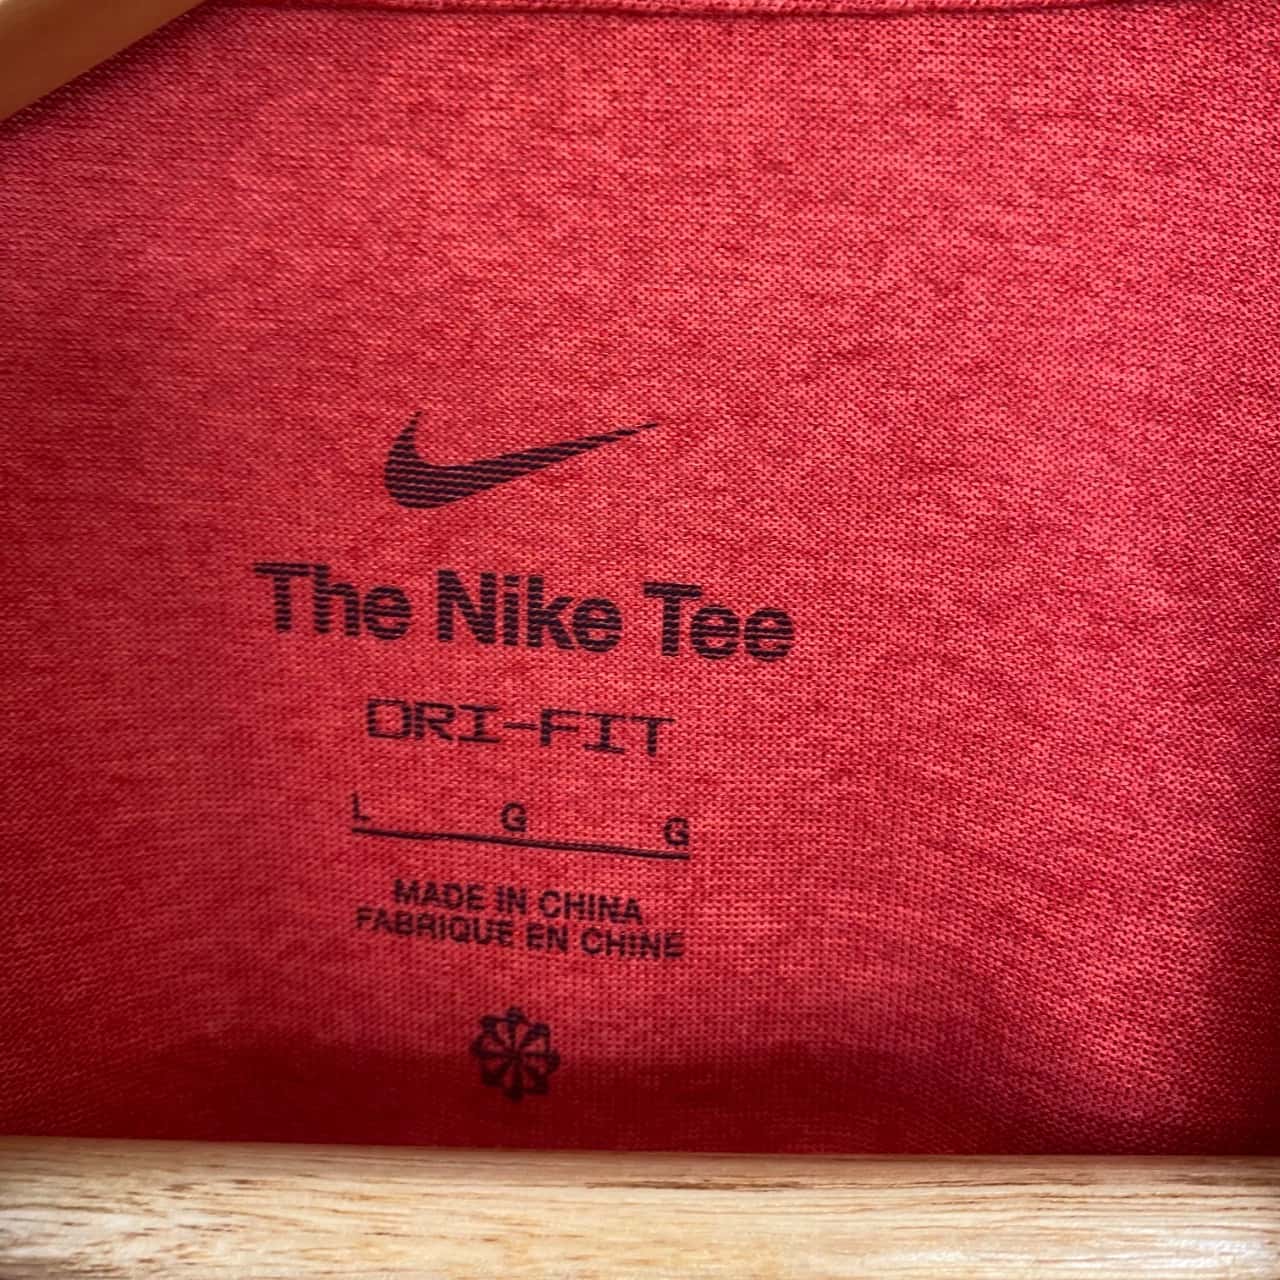 The Nike Tee
DRI-FIT
L G G
MADE IN CHINA
FABRIQUE EN CHINE